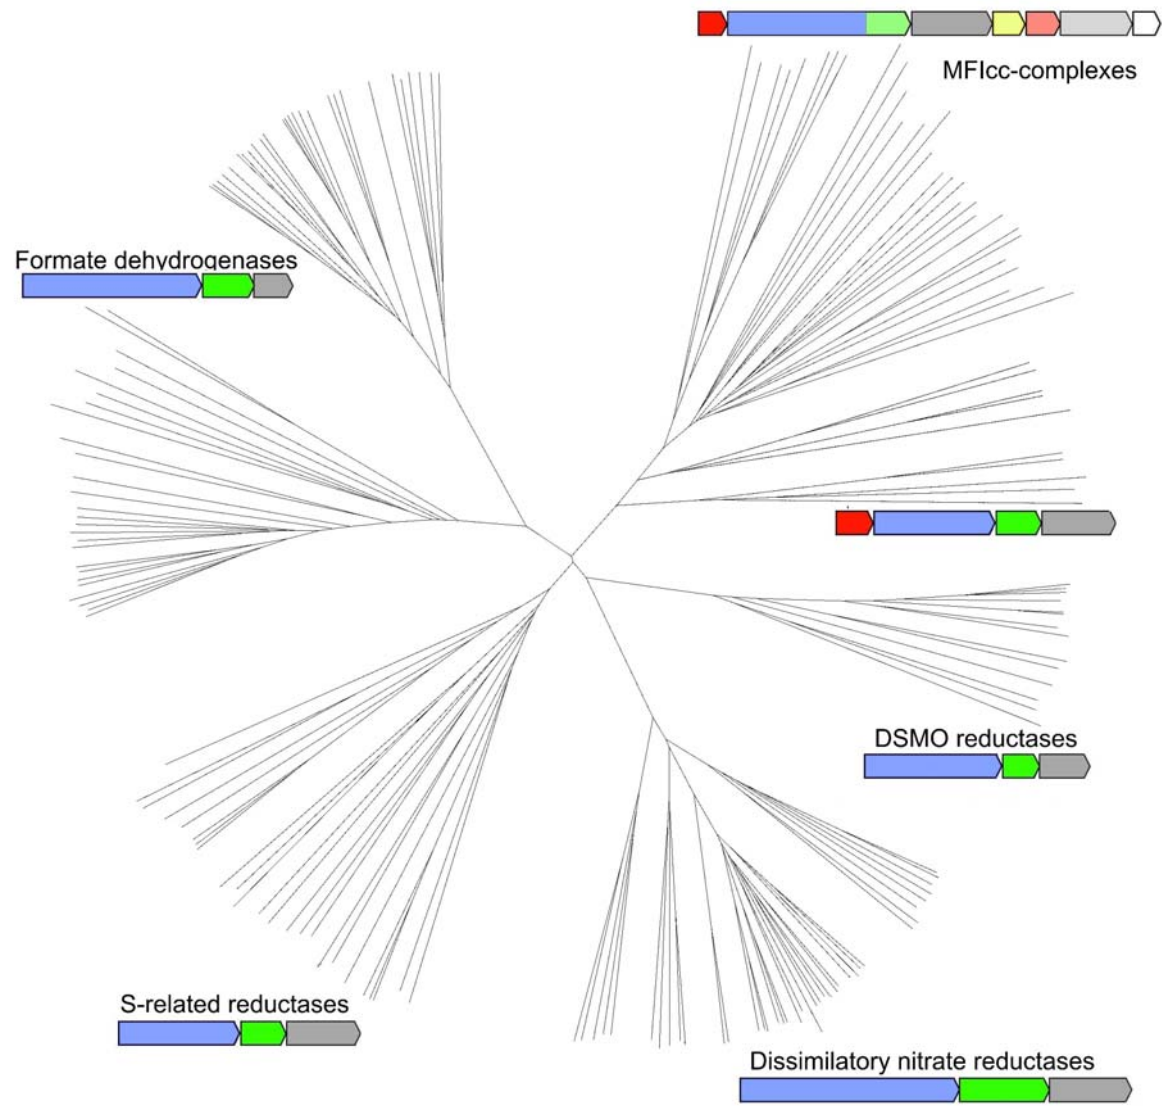 MFIcc-complexes
Formate dehydrogenases
DSMO reductases
S-related reductases
Dissimilatory nitrate reductases